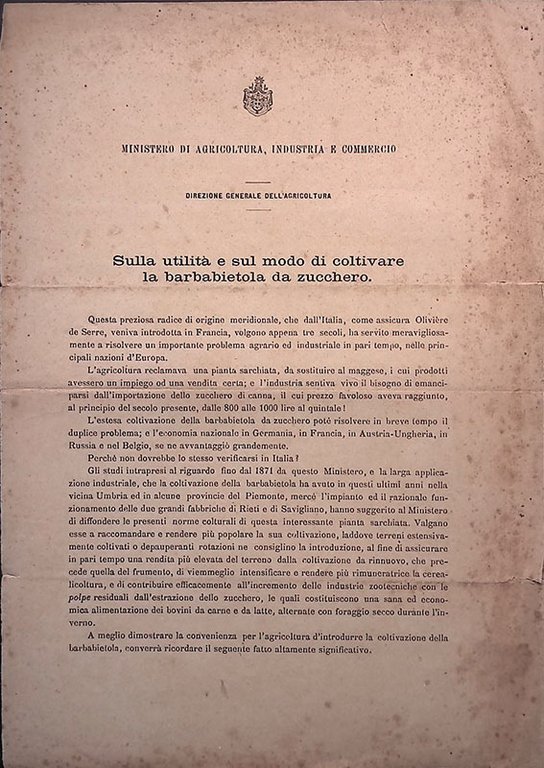 MINISTERO DI AGRICOLTURA, INDUSTRIA E COMMERCIO
DIREZIONE GENERALE DELL'AGRICOLTURA
Sulla utilità e sul modo di coltivare
la barbabietola da zucchero.
Questa preziosa radice di origine meridionale, che dall'Italia, come assicura Olivière
de Serre, veniva introdotta in Francia, volgono appena tre secoli, ha servito meravigliosa-
mente a risolvere un importante problema agrario ed industriale in pari tempo, nelle prin-
cipali nazioni d'Europa.
L'agricoltura reclamava una pianta sarchiata, da sostituire al maggese, i cui prodotti
avessero un impiego od una vendita certa; e l'industria sentiva vivo il bisogno di emanci-
parsi dall'importazione dello zucchero di canna, il cui prezzo favoloso aveva raggiunto,
al principio del secolo presente, dalle 800 alle 1000 lire al quintale!
L'estesa coltivazione della barbabietola da zucchero poté risolvere in breve tempo il
duplice problema; e l'economia nazionale in Germania, in Francia, in Austria-Ungheria, in
Russia e nel Belgio, se ne avvantaggiò grandemente.
Perchè non dovrebbe lo stesso verificarsi in Italia?
Gli studi intrapresi al riguardo fino dal 1871 da questo Ministero, e la larga applica-
zione industriale, che la coltivazione della barbabietola ha avuto in questi ultimi anni nella
vicina Umbria ed in alcune provincie del Piemonte, mercé l'impianto ed il razionale fun-
zionamento delle due grandi fabbriche di Rieti e di Savigliano, hanno suggerito al Ministero
di diffondere le presenti norme colturali di questa interessante pianta sarchiata. Valgano
esse a raccomandare e rendere più popolare la sua coltivazione, laddove terreni estensiva-
mente coltivati o depauperanti rotazioni ne consiglino la introduzione, al fine di assicurare
in pari tempo una rendita più elevata del terreno dalla coltivazione da rinnuovo, che pre-
cede quella del frumento, di viemmeglio intensificare e rendere più rimuneratrice la cerea-
licoltura, e di contribuire efficacemente all'incremento delle industrie zootecniche con le
polpe residuali dall'estrazione dello zucchero, le quali costituiscono una sana ed econo-
mica alimentazione dei bovini da carne e da latte, alternate con foraggio secco durante l'in-
verno.
A meglio dimostrare la convenienza per l'agricoltura d'introdurre la coltivazione della
barbabietola, converrà ricordare il seguente fatto altamente significativo.